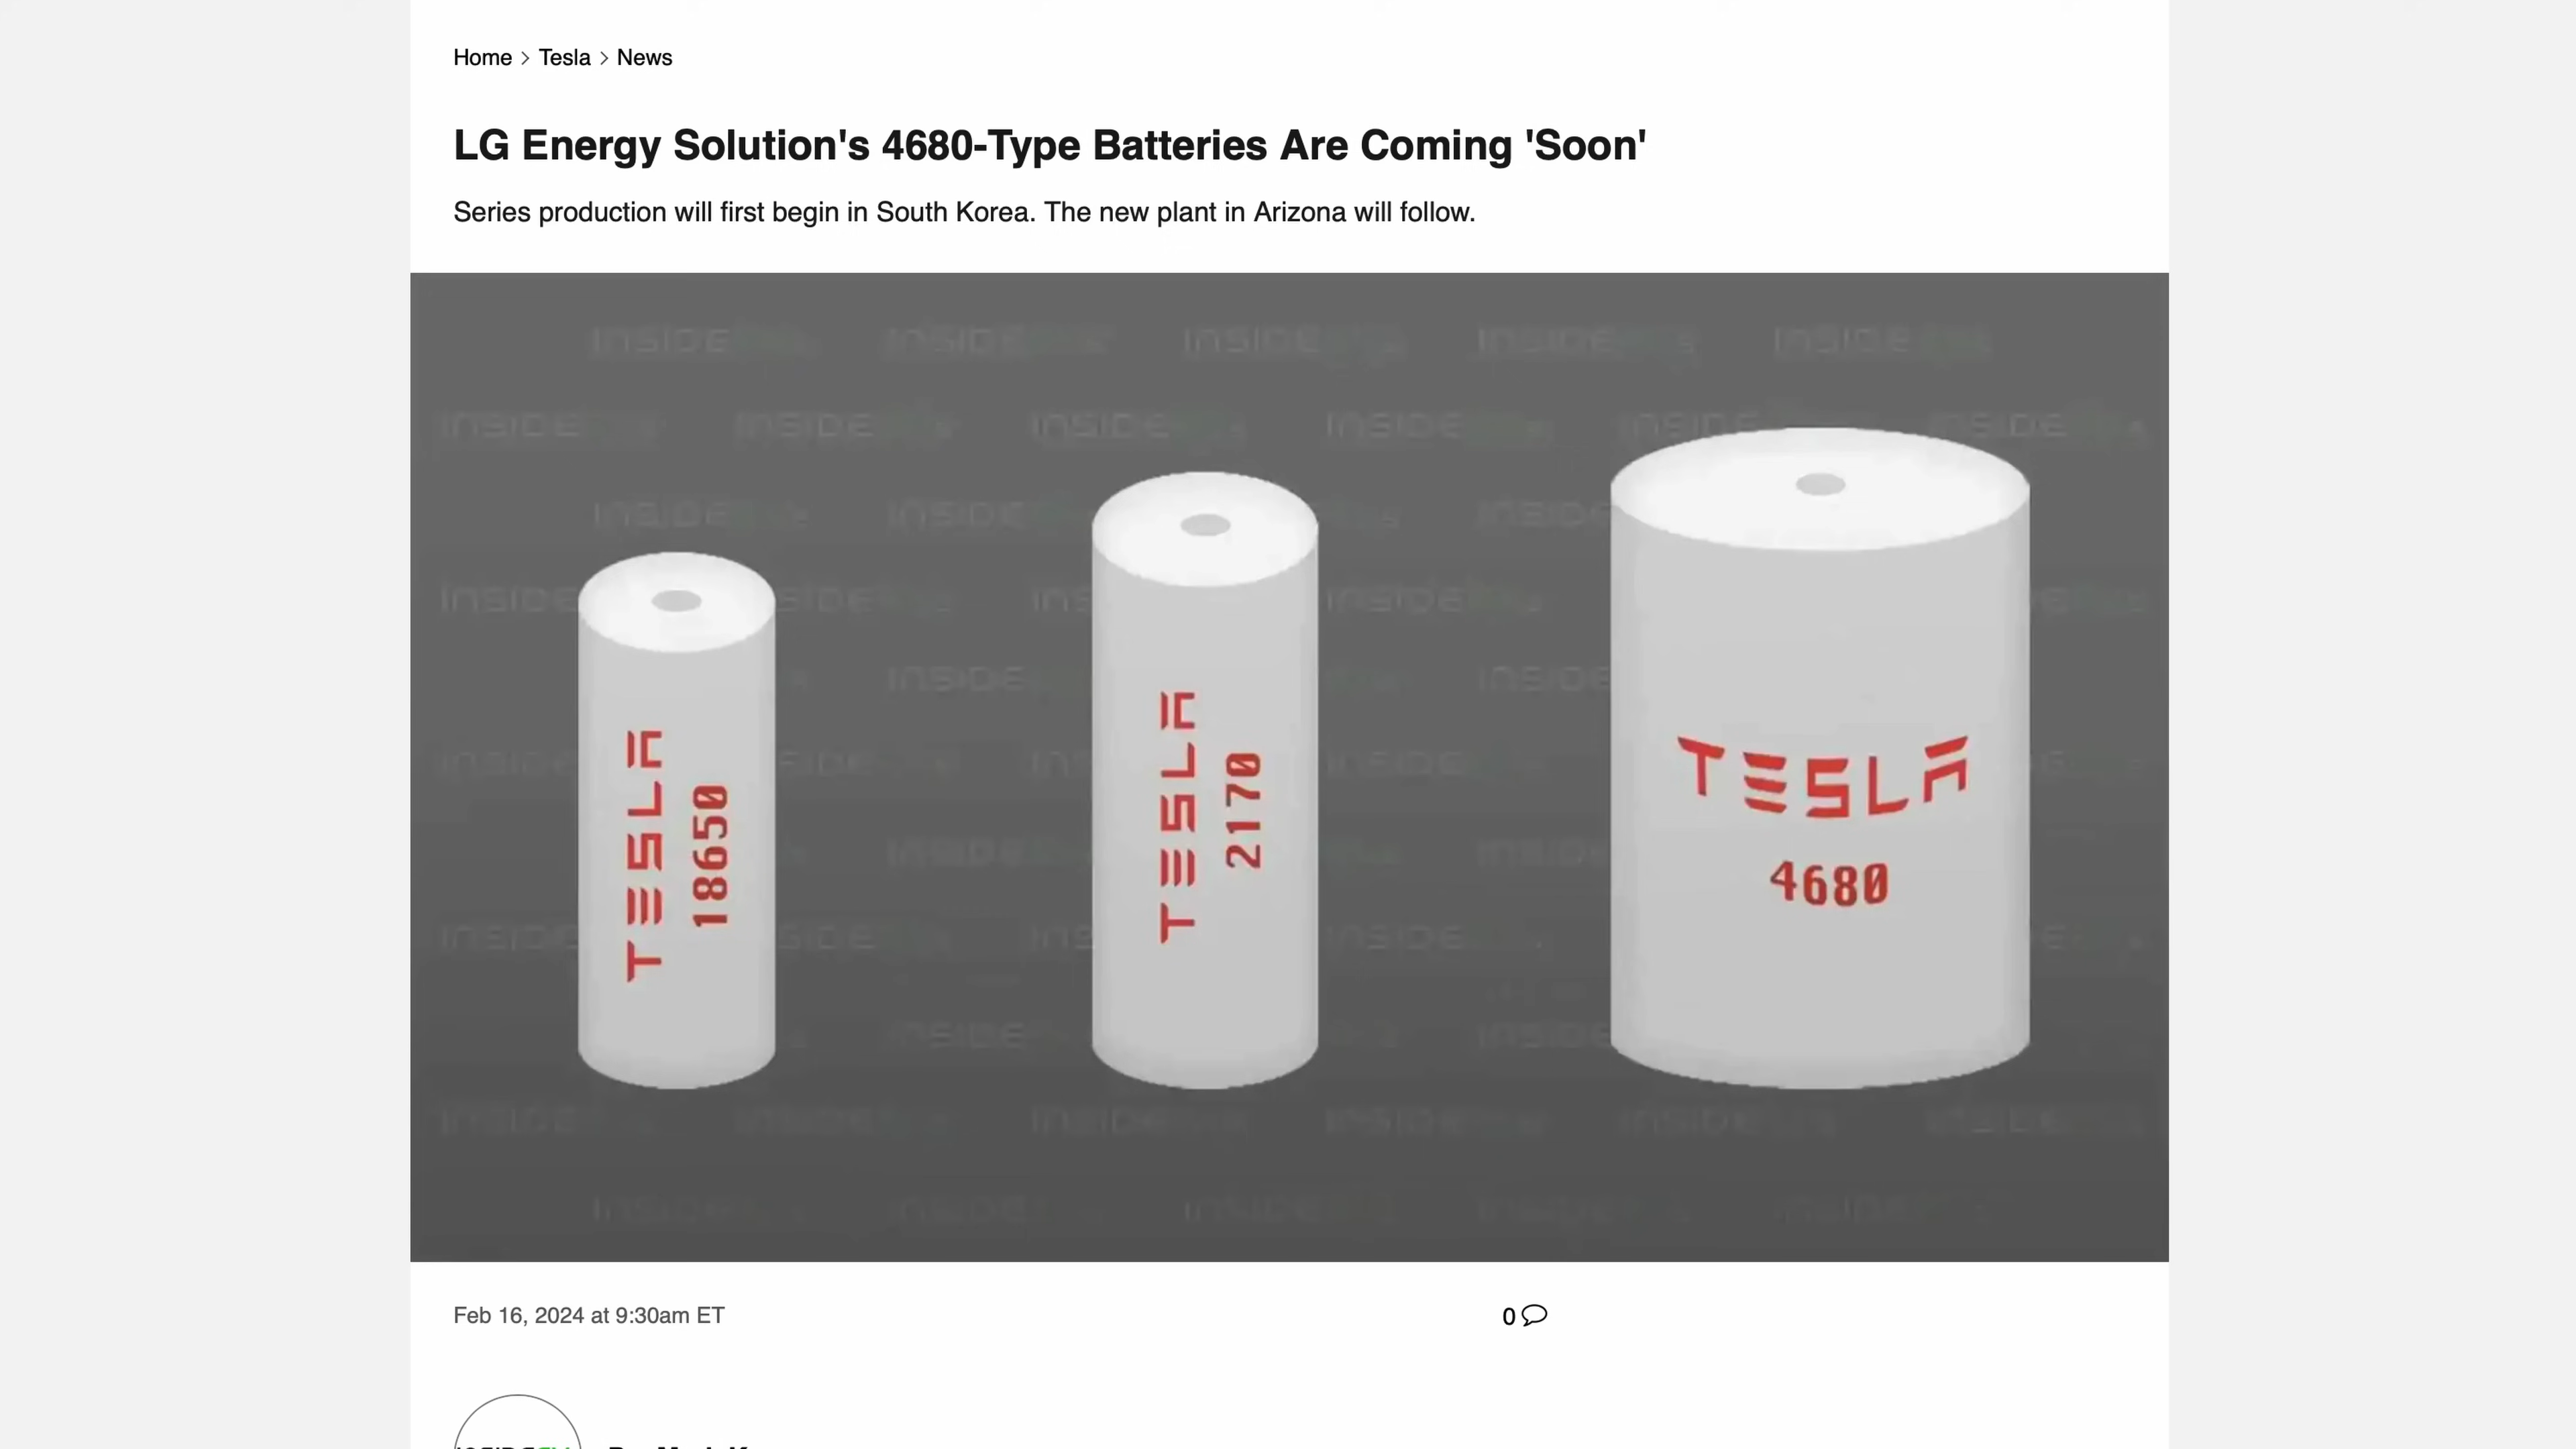 Home > Tesla > News
LG Energy Solution's 4680-Type Batteries Are Coming 'Soon'
Series production will first begin in South Korea. The new plant in Arizona will follow.
TESLA
18650
TESLA
2170
TESLA
4680
Feb 16, 2024 at 9:30am ET
0